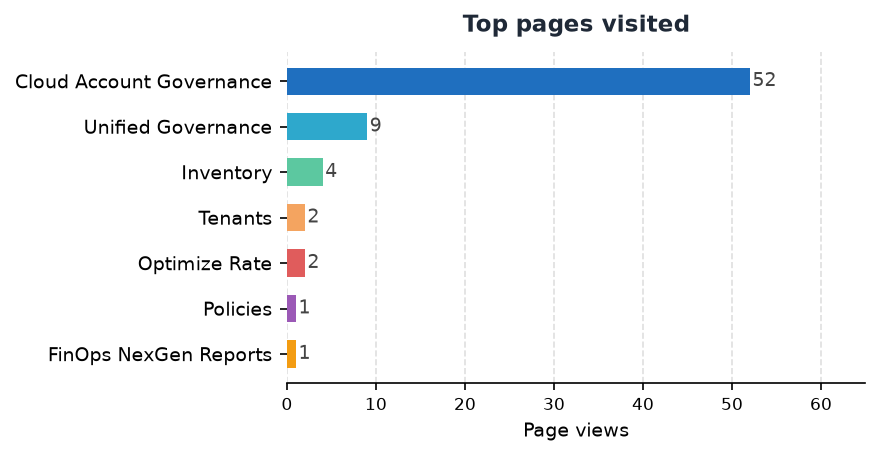 Top pages visited
Cloud Account Governance 52
Unified Governance 9
Inventory 4
Tenants 2
Optimize Rate 2
Policies 1
FinOps NexGen Reports 1
0 10 20 30 40 50 60
Page views